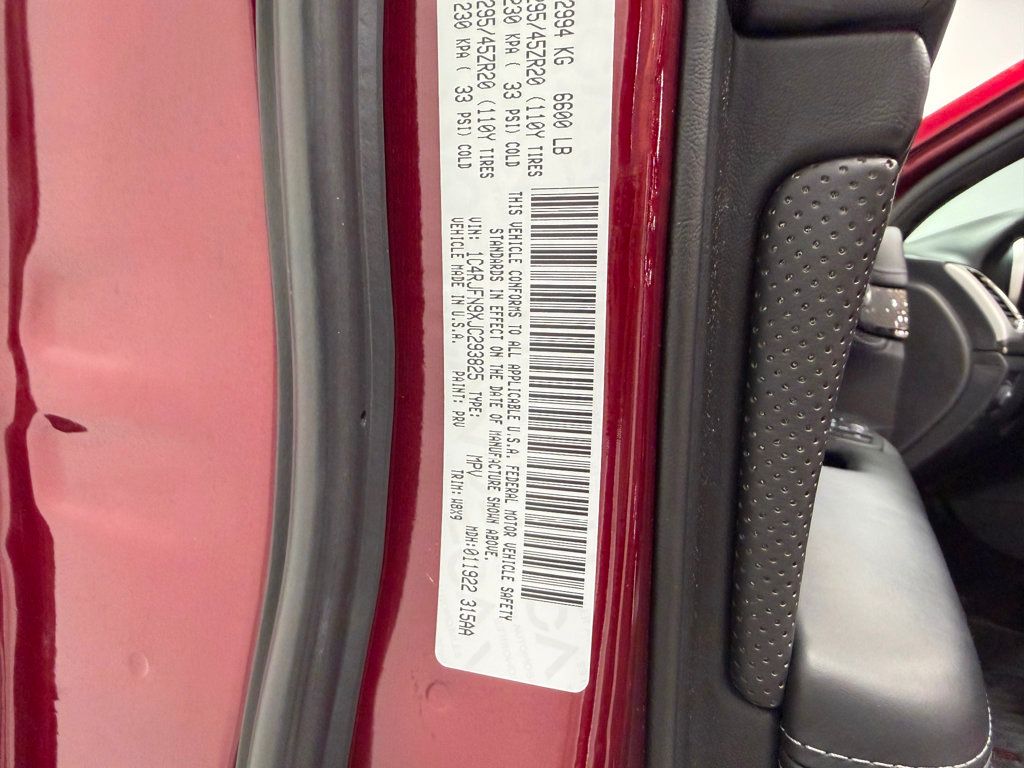 2994 KG 6600 LB
295/45ZR20 (110Y TIRES
230 KPA ( 33 PSI) COLD
295/45ZR20 (110Y TIRES
230 KPA ( 33 PSI) COLD
THIS VEHICLE CONFORMS TO ALL APPLICABLE U.S.A. FEDERAL MOTOR VEHICLE SAFETY
STANDARDS IN EFFECT ON THE DATE OF MANUFACTURE SHOWN ABOVE.
VIN: 1C4RJFN9XJC293825 TYPE: MPV MDH:011922 315AA
VEHICLE MADE IN U.S.A. PAINT: PRV TRIM: W8X9